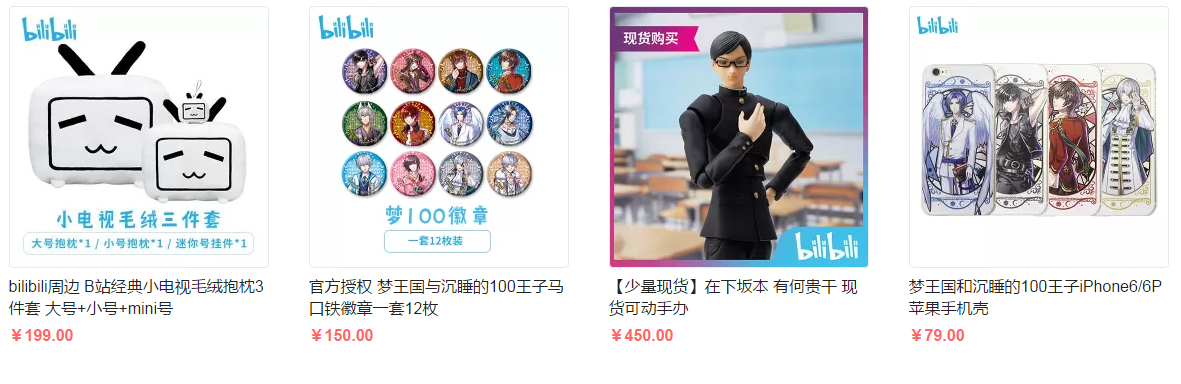 bilibili
小电视毛绒三件套
大号抱枕*1 / 小号抱枕*1 / 迷你号挂件*1
bilibili周边 B站经典小电视毛绒抱枕3
件套 大号+小号+mini号
￥199.00
bilibili
梦100徽章
一套12枚装
官方授权 梦王国与沉睡的100王子马
口铁徽章一套12枚
￥150.00
现货购买
bilibili
【少量现货】在下坂本 有何贵干 现
货可动手办
￥450.00
bilibili
梦王国和沉睡的100王子iPhone6/6P
苹果手机壳
￥79.00